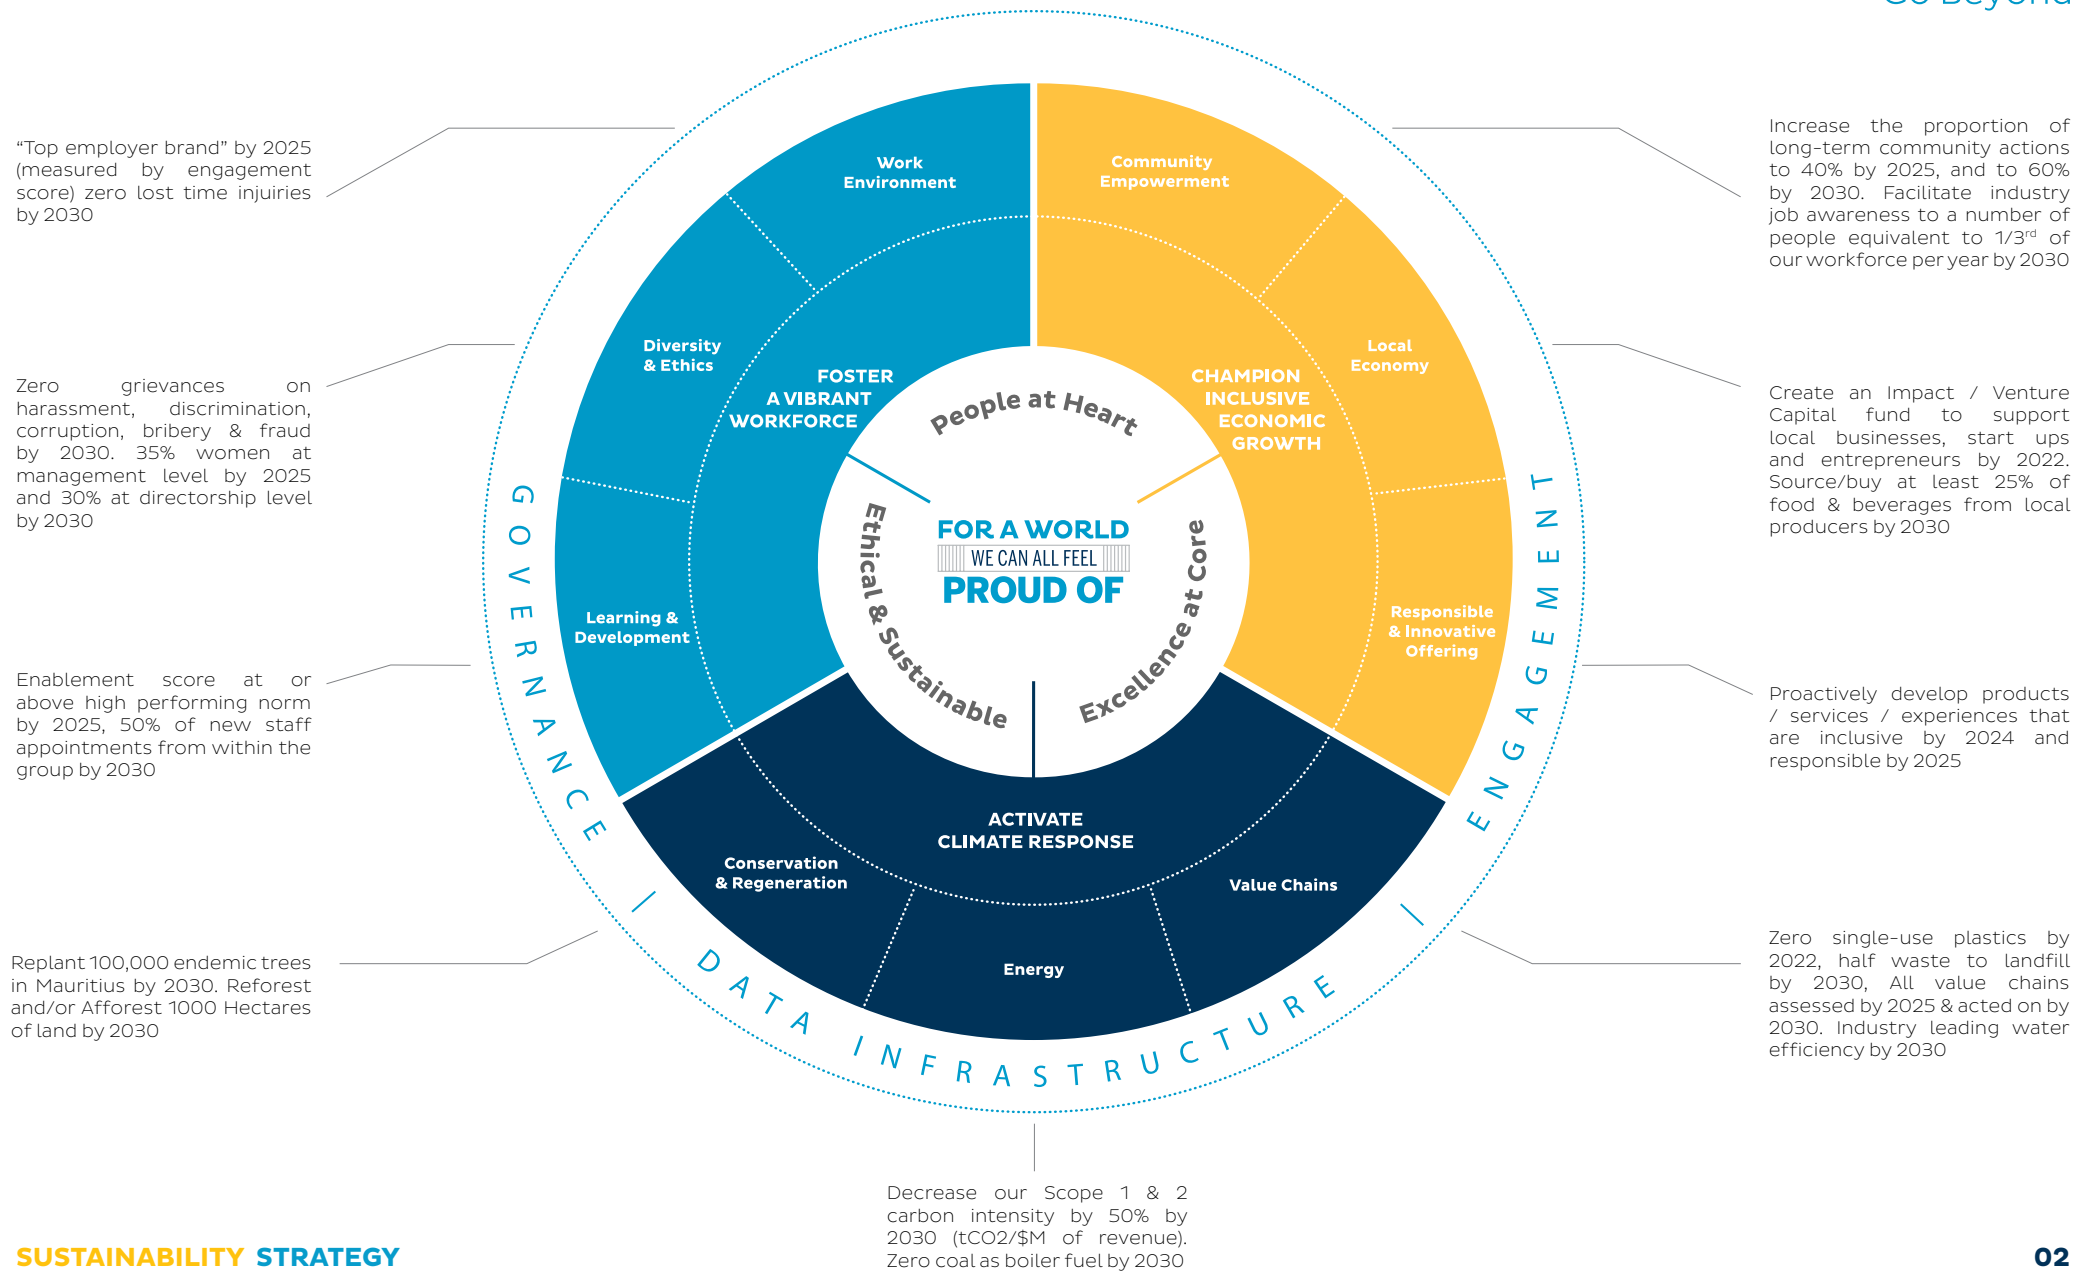 Go Beyond
“Top employer brand” by 2025
(measured by engagement
score) zero lost time injuiries
by 2030
Zero grievances on
harassment, discrimination,
corruption, bribery & fraud
by 2030. 35% women at
management level by 2025
and 30% at directorship level
by 2030
Enablement score at or
above high performing norm
by 2025, 50% of new staff
appointments from within the
group by 2030
Replant 100,000 endemic trees
in Mauritius by 2030. Reforest
and/or Afforest 1000 Hectares
of land by 2030
Work
Environment
Diversity
& Ethics
Learning &
Development
FOSTER
A VIBRANT
WORKFORCE
Community
Empowerment
Local
Economy
Responsible
& Innovative
Offering
CHAMPION
INCLUSIVE
ECONOMIC
GROWTH
People at Heart
Ethical & Sustainable
Excellence at Core
FOR A WORLD
WE CAN ALL FEEL
PROUD OF
ACTIVATE
CLIMATE RESPONSE
Conservation
& Regeneration
Energy
Value Chains
GOVERNANCE | DATA INFRASTRUCTURE | ENGAGEMENT
Increase the proportion of
long-term community actions
to 40% by 2025, and to 60%
by 2030. Facilitate industry
job awareness to a number of
people equivalent to 1/3rd of
our workforce per year by 2030
Create an Impact / Venture
Capital fund to support
local businesses, start ups
and entrepreneurs by 2022.
Source/buy at least 25% of
food & beverages from local
producers by 2030
Proactively develop products
/ services / experiences that
are inclusive by 2024 and
responsible by 2025
Zero single-use plastics by
2022, half waste to landfill
by 2030, All value chains
assessed by 2025 & acted on by
2030. Industry leading water
efficiency by 2030
Decrease our Scope 1 & 2
carbon intensity by 50% by
2030 (tCO2/$M of revenue).
Zero coal as boiler fuel by 2030
SUSTAINABILITY STRATEGY
02